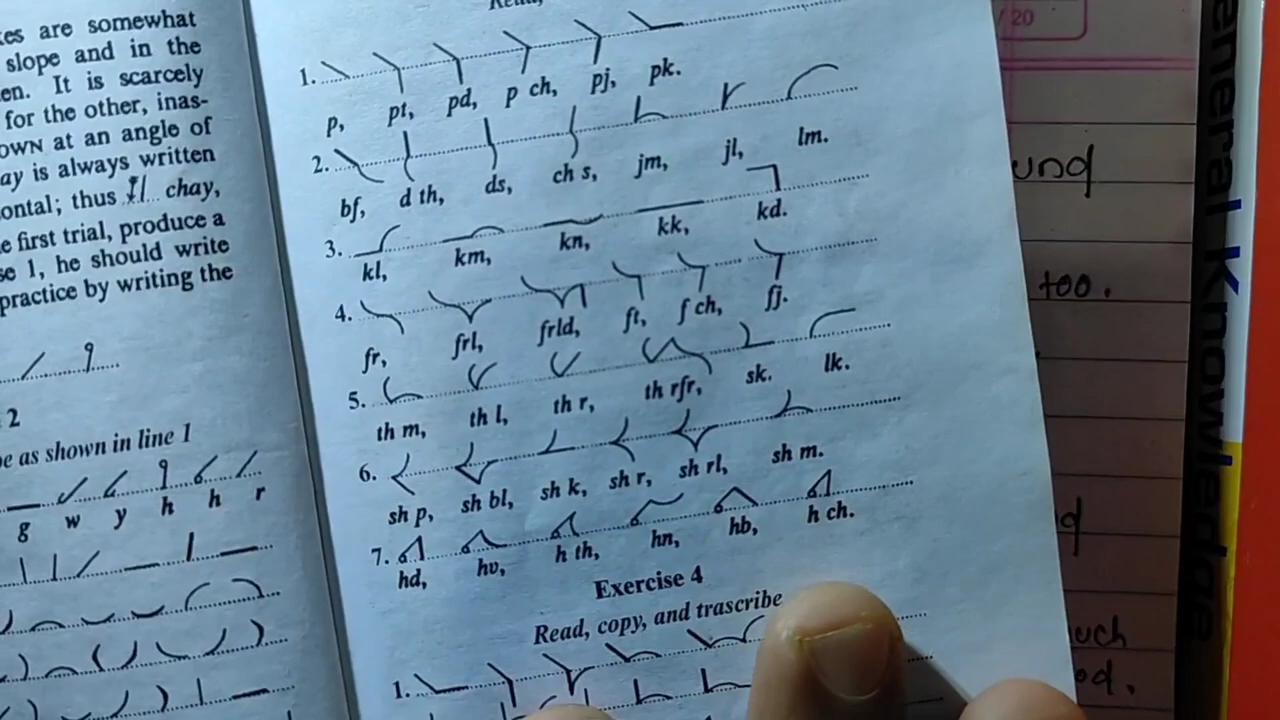 kes are somewhat
slope and in the
en. It is scarcely
for the other, inas-
OWN at an angle of
ay is always written
ontal; thus chay,
e first trial, produce a
se 1, he should write
practice by writing the
2
e as shown in line 1
g w y h h r
Read,
1.
p, pt, pd, p ch, pj, pk.
2.
bf, d th, ds, ch s, jm, jl, lm.
3.
kl, km, kn, kk, kd.
4.
fr, frl, frld, ft, f ch, fj.
5.
th m, th l, th r, th rfr, sk. lk.
6.
sh p, sh bl, sh k, sh r, sh rl, sh m.
7.
hd, hv, h th, hn, hb, h ch.
Exercise 4
Read, copy, and trascribe
1.
/ 20
und
too.
d
uch
od.
eneral Knowledge